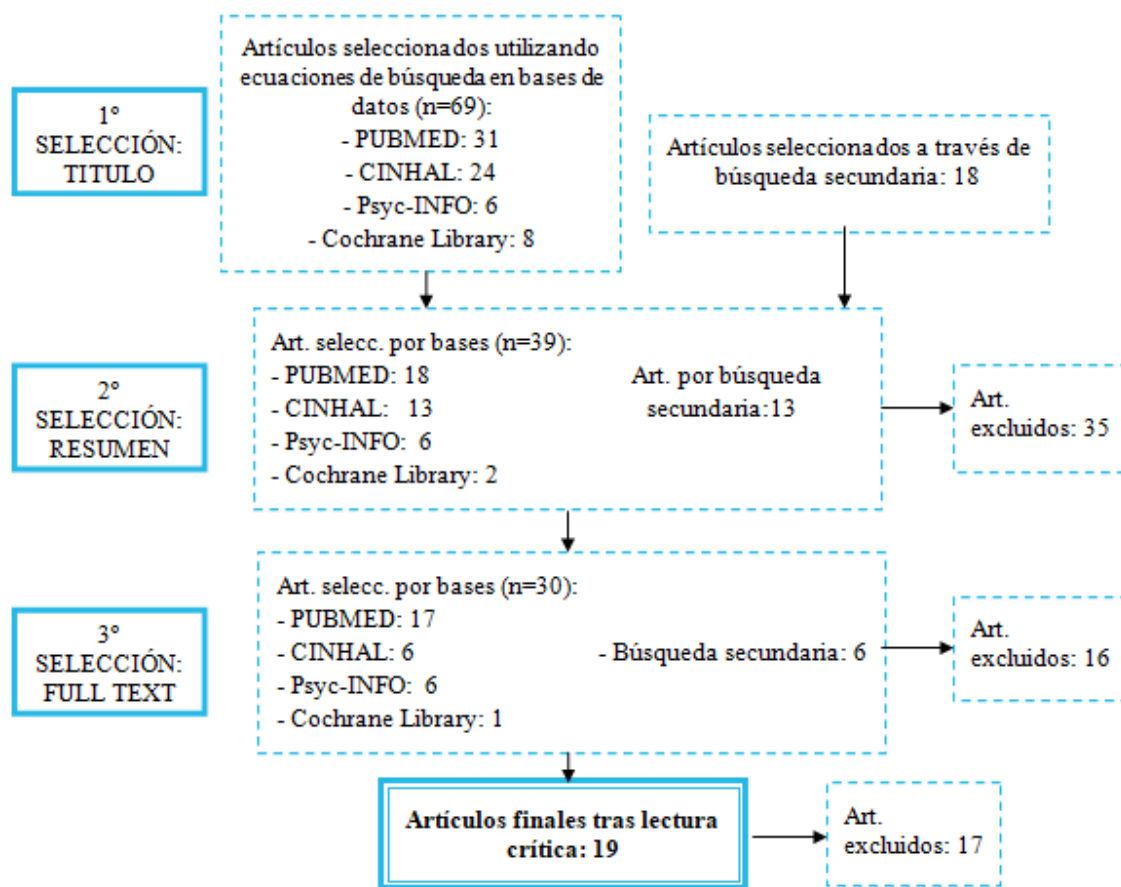 Artículos seleccionados utilizando
ecuaciones de búsqueda en bases de
datos (n=69):
- PUBMED: 31
- CINHAL: 24
- Psyc-INFO: 6
- Cochrane Library: 8
1º
SELECCIÓN:
TITULO
Artículos seleccionados a través de
búsqueda secundaria: 18
2º
SELECCIÓN:
RESUMEN
Art. selecc. por bases (n=39):
- PUBMED: 18
- CINHAL: 13
- Psyc-INFO: 6
- Cochrane Library: 2
Art. por búsqueda
secundaria:13
Art.
excluidos: 35
3º
SELECCIÓN:
FULL TEXT
Art. selecc. por bases (n=30):
- PUBMED: 17
- CINHAL: 6
- Psyc-INFO: 6
- Cochrane Library: 1
- Búsqueda secundaria: 6
Art.
excluidos: 16
Artículos finales tras lectura
crítica: 19
Art.
excluidos: 17